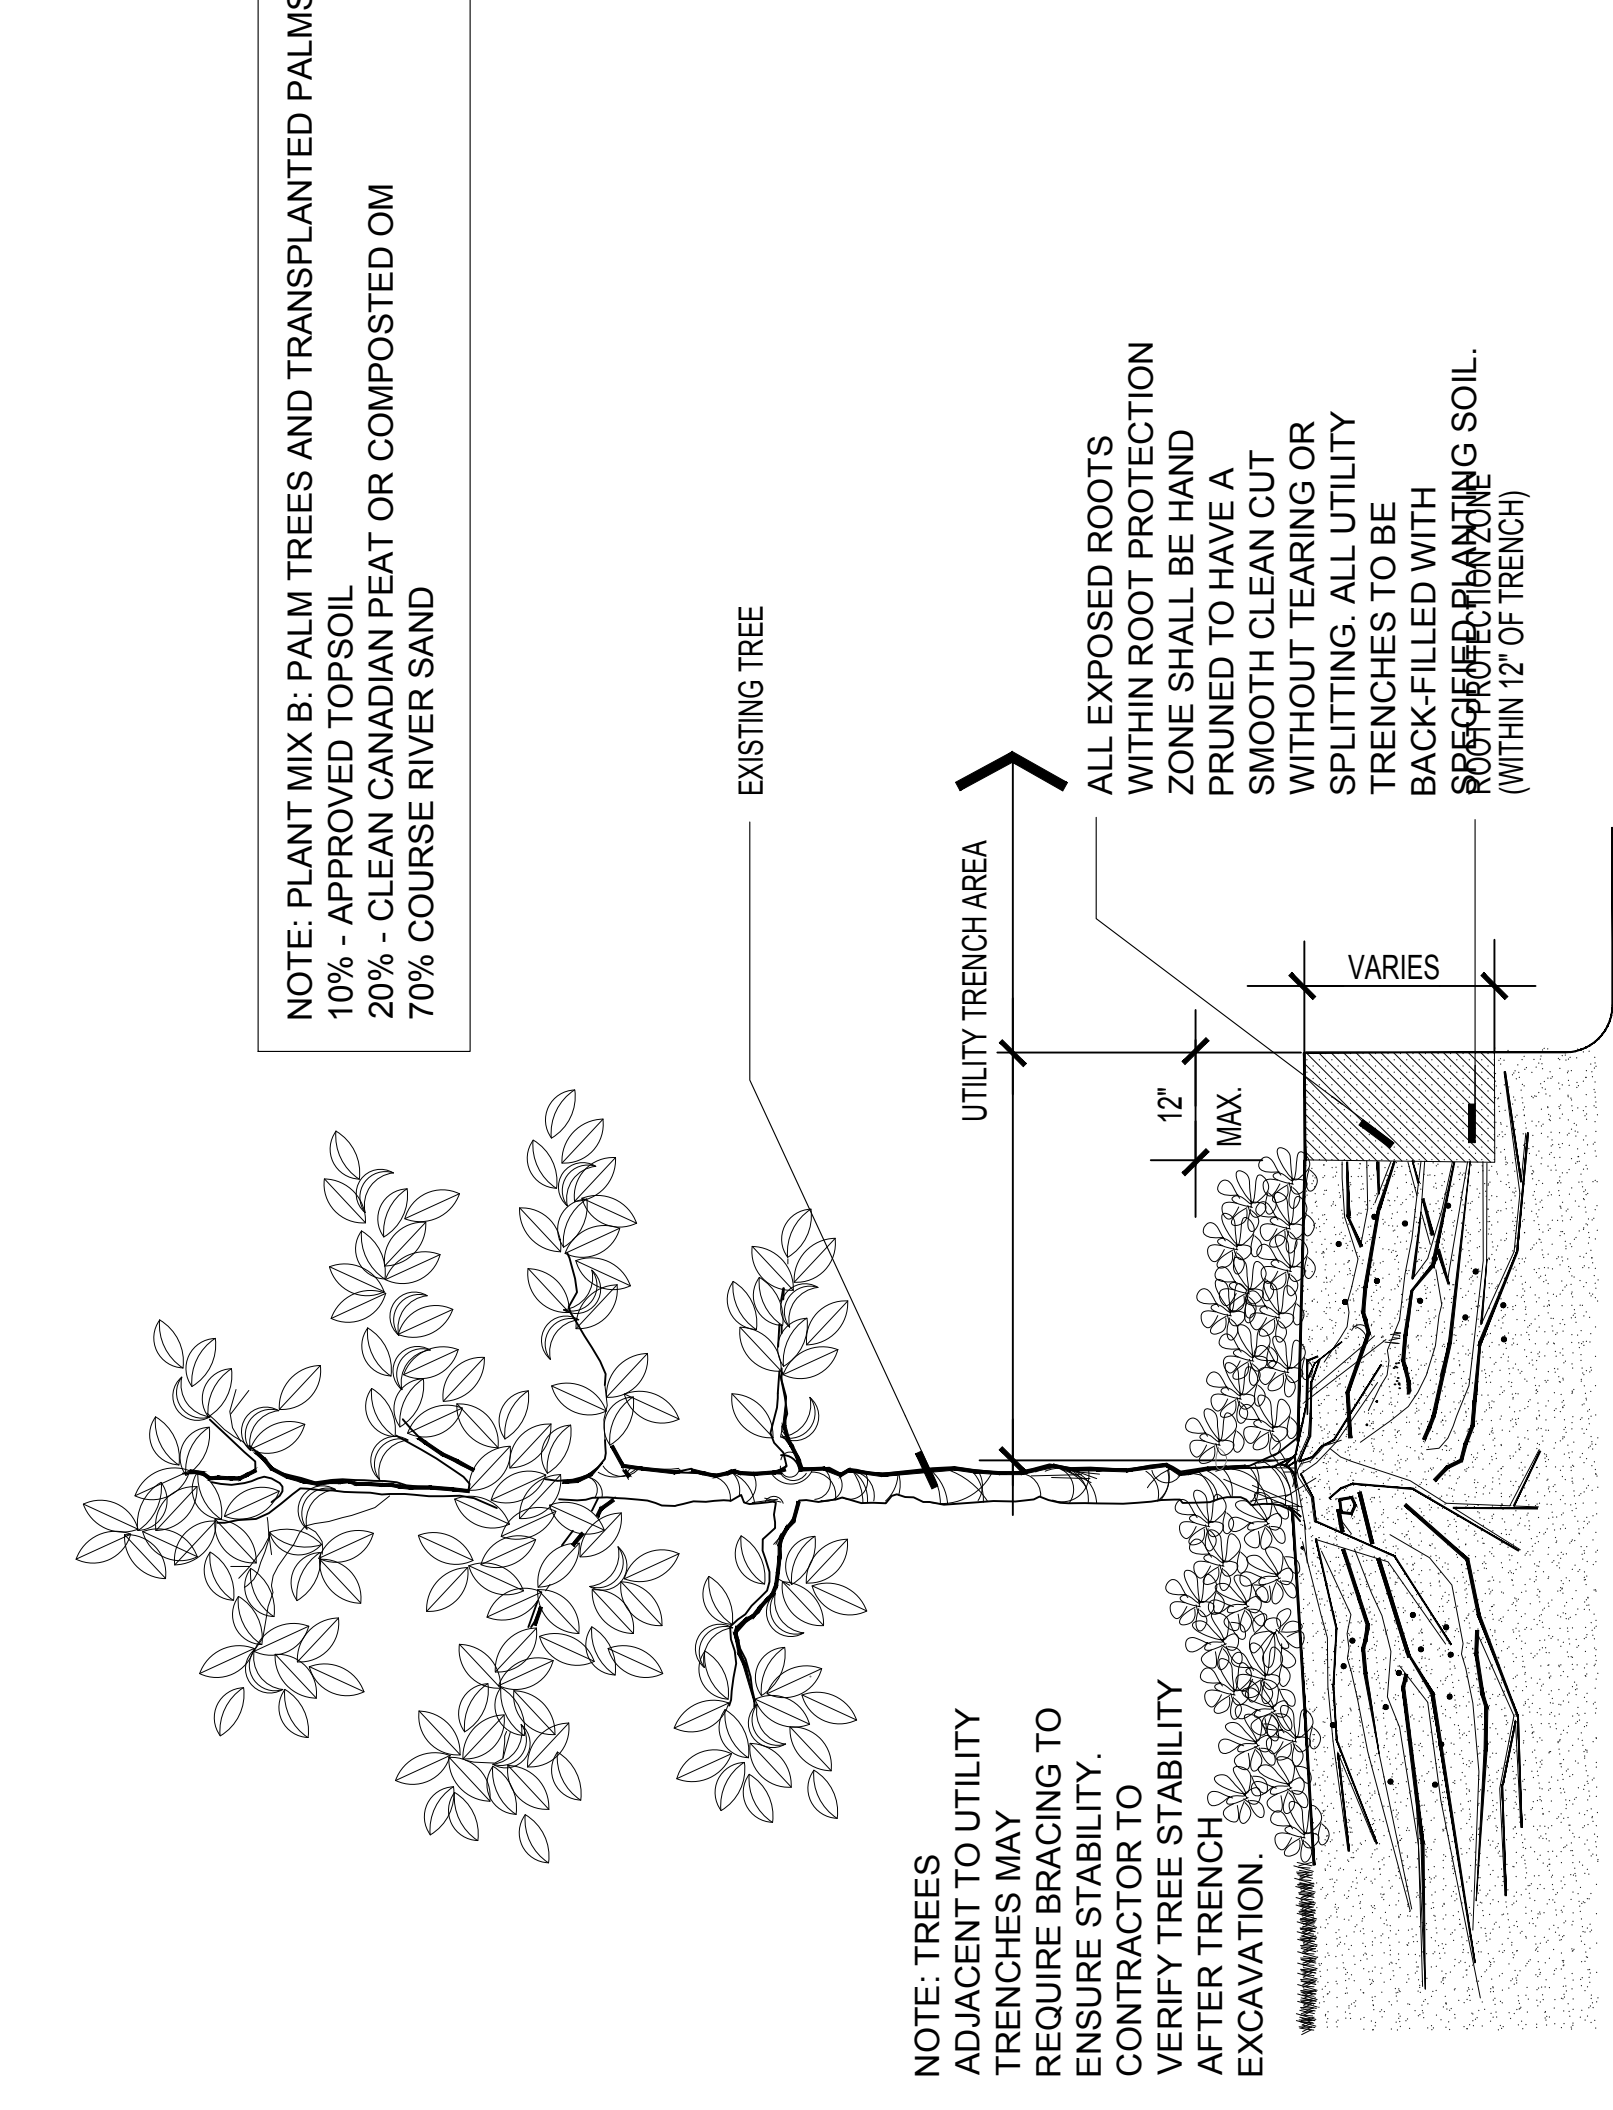 NOTE: PLANT MIX B: PALM TREES AND TRANSPLANTED PALMS
10% - APPROVED TOPSOIL
20% - CLEAN CANADIAN PEAT OR COMPOSTED OM
70% COURSE RIVER SAND
EXISTING TREE
UTILITY TRENCH AREA
12"
MAX.
VARIES
ALL EXPOSED ROOTS
WITHIN ROOT PROTECTION
ZONE SHALL BE HAND
PRUNED TO HAVE A
SMOOTH CLEAN CUT
WITHOUT TEARING OR
SPLITTING. ALL UTILITY
TRENCHES TO BE
BACK-FILLED WITH
SPECIFIED PLANTING SOIL.
ROOT PROTECTION ZONE
(WITHIN 12" OF TRENCH)
NOTE: TREES
ADJACENT TO UTILITY
TRENCHES MAY
REQUIRE BRACING TO
ENSURE STABILITY.
CONTRACTOR TO
VERIFY TREE STABILITY
AFTER TRENCH
EXCAVATION.